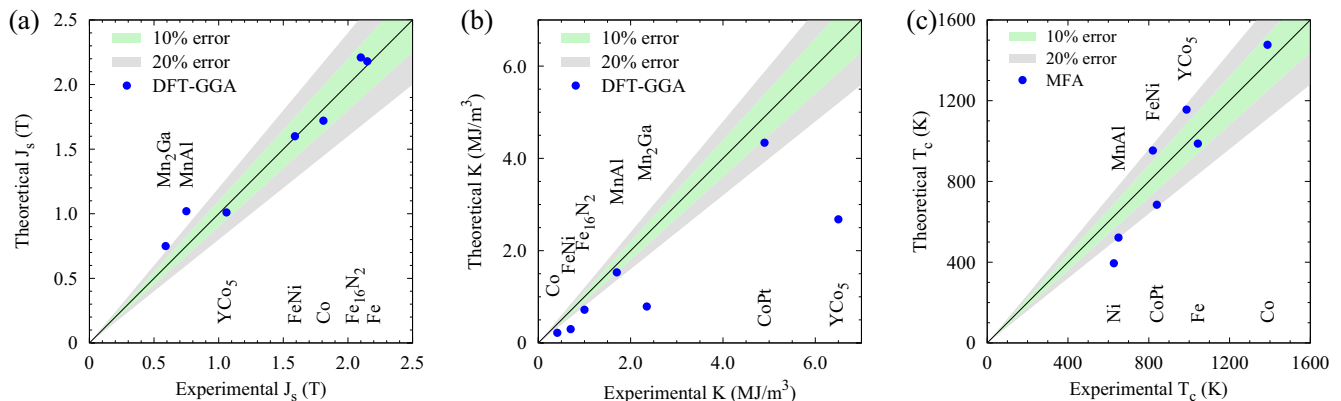 (a)
2.5
2.0
1.5
1.0
0.5
0
Theoretical J_s (T)
10% error
20% error
DFT-GGA
Mn₂Ga
MnAl
YCo₅
FeNi
Co
Fe₁₆N₂
Fe
0 0.5 1.0 1.5 2.0 2.5
Experimental J_s (T)
(b)
6.0
4.0
2.0
0
Theoretical K (MJ/m³)
10% error
20% error
DFT-GGA
Co
FeNi
Fe₁₆N₂
MnAl
Mn₂Ga
CoPt
YCo₅
0 2.0 4.0 6.0
Experimental K (MJ/m³)
(c)
1600
1200
800
400
0
Theoretical T_c (K)
10% error
20% error
MFA
MnAl
FeNi
YCo₅
Ni
CoPt
Fe
Co
0 400 800 1200 1600
Experimental T_c (K)